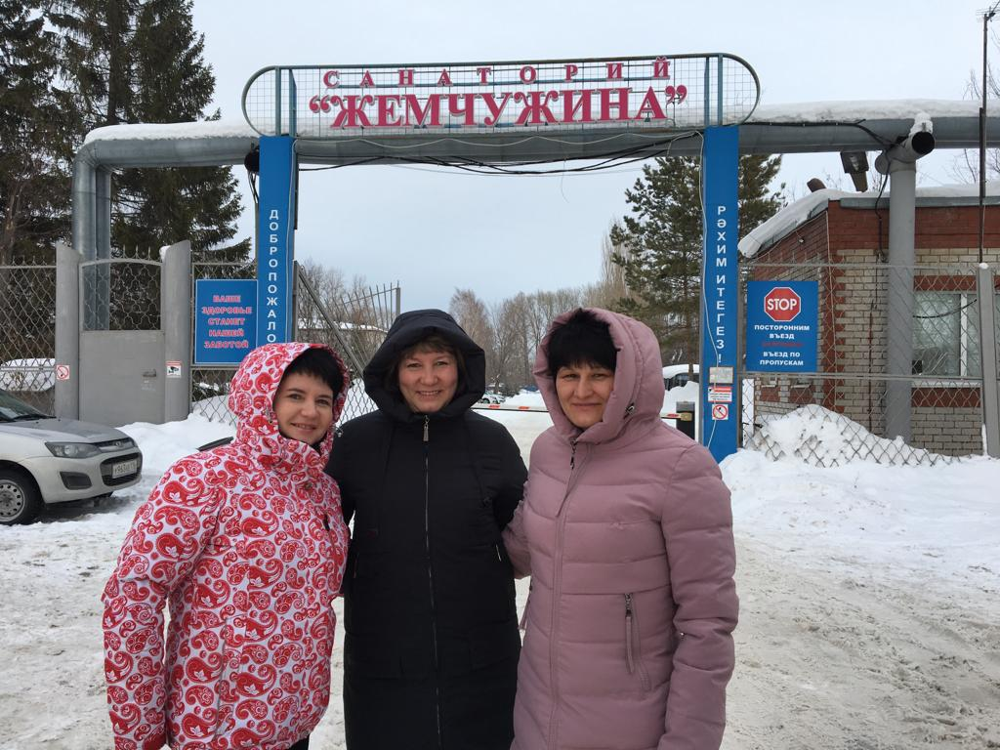 САНАТОРИЙ
"ЖЕМЧУЖИНА"
ДОБРО ПОЖАЛО
РӘХИМ ИТЕГЕЗ!
ВАШЕ
ЗДОРОВЬЕ
СТАНЕТ
НАШЕЙ
ЗАБОТОЙ
STOP
ПОСТОРОННИМ
ВЪЕЗД
ВЪЕЗД ПО
ПРОПУСКАМ